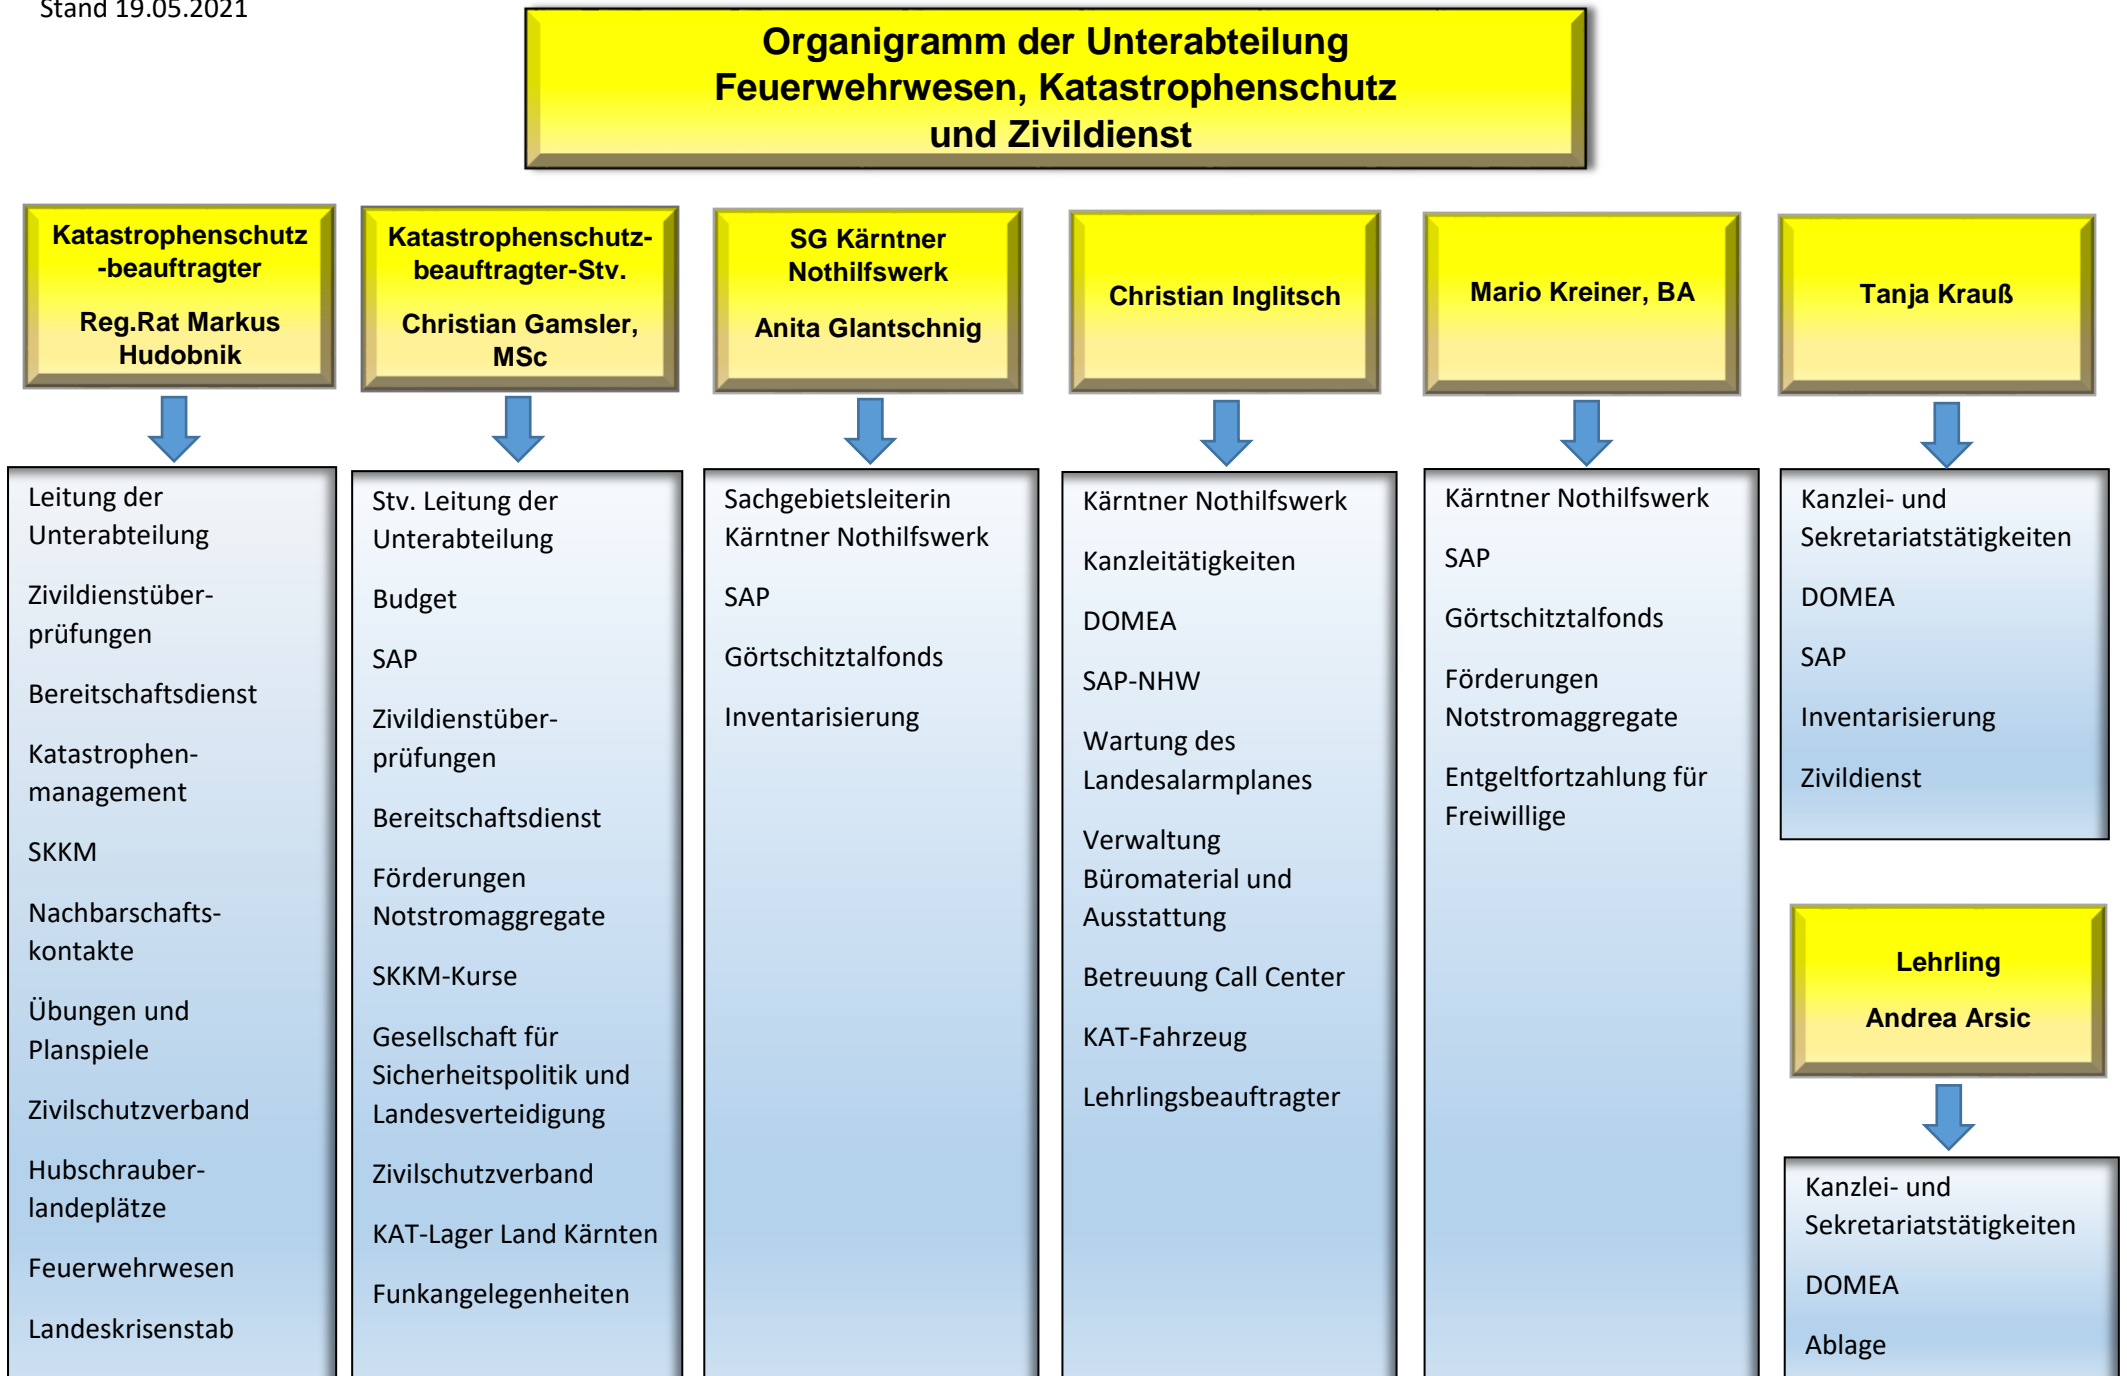 Stand 19.05.2021
Organigramm der Unterabteilung
Feuerwehrwesen, Katastrophenschutz
und Zivildienst
Katastrophenschutz
-beauftragter
Reg.Rat Markus
Hudobnik
Leitung der
Unterabteilung
Zivildienstüber-
prüfungen
Bereitschaftsdienst
Katastrophen-
management
SKKM
Nachbarschafts-
kontakte
Übungen und
Planspiele
Zivilschutzverband
Hubschrauber-
landeplätze
Feuerwehrwesen
Landeskrisenstab
Katastrophenschutz-
beauftragter-Stv.
Christian Gamsler,
MSc
Stv. Leitung der
Unterabteilung
Budget
SAP
Zivildienstüber-
prüfungen
Bereitschaftsdienst
Förderungen
Notstromaggregate
SKKM-Kurse
Gesellschaft für
Sicherheitspolitik und
Landesverteidigung
Zivilschutzverband
KAT-Lager Land Kärnten
Funkangelegenheiten
SG Kärntner
Nothilfswerk
Anita Glantschnig
Sachgebietsleiterin
Kärntner Nothilfswerk
SAP
Görtschitztalfonds
Inventarisierung
Christian Inglitsch
Kärntner Nothilfswerk
Kanzleitätigkeiten
DOMEA
SAP-NHW
Wartung des
Landesalarmplanes
Verwaltung
Büromaterial und
Ausstattung
Betreuung Call Center
KAT-Fahrzeug
Lehrlingsbeauftragter
Mario Kreiner, BA
Kärntner Nothilfswerk
SAP
Görtschitztalfonds
Förderungen
Notstromaggregate
Entgeltfortzahlung für
Freiwillige
Tanja Krauß
Kanzlei- und
Sekretariatstätigkeiten
DOMEA
SAP
Inventarisierung
Zivildienst
Lehrling
Andrea Arsic
Kanzlei- und
Sekretariatstätigkeiten
DOMEA
Ablage